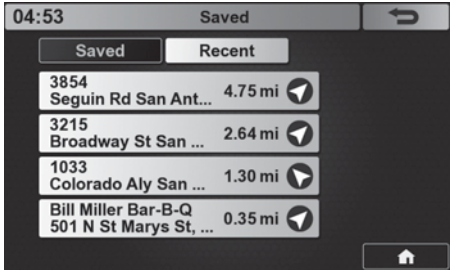 04:53 Saved
Saved Recent
3854
Seguin Rd San Ant... 4.75 mi
3215
Broadway St San ... 2.64 mi
1033
Colorado Aly San ... 1.30 mi
Bill Miller Bar-B-Q
501 N St Marys St, ... 0.35 mi